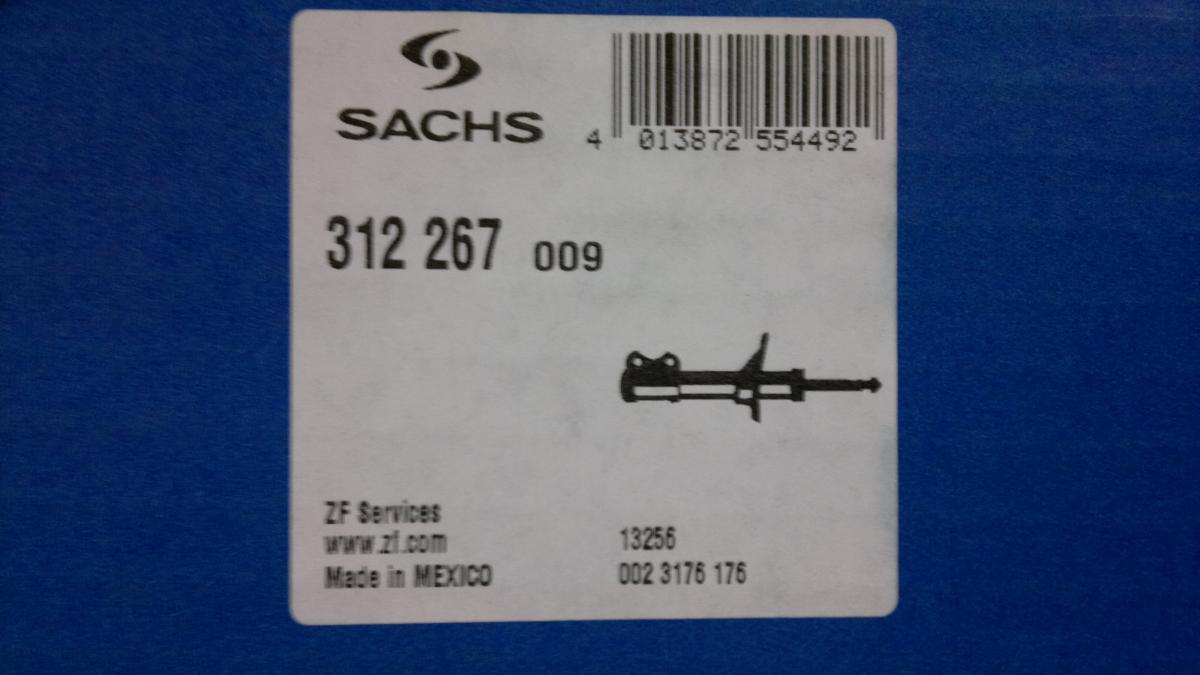 SACHS
4 013872 554492
312 267 009
ZF Services
www.zf.com
Made in MEXICO
13256
002 3176 176